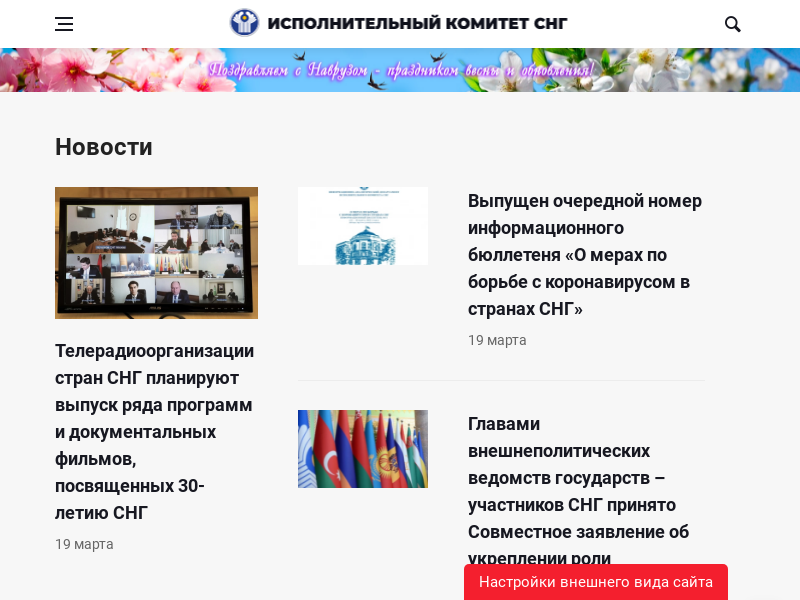 ИСПОЛНИТЕЛЬНЫЙ КОМИТЕТ СНГ
Поздравляем с Наврузом - праздником весны и обновления!
Новости
Телерадиоорганизации
стран СНГ планируют
выпуск ряда программ
и документальных
фильмов,
посвященных 30-
летию СНГ
19 марта
Выпущен очередной номер
информационного
бюллетеня «О мерах по
борьбе с коронавирусом в
странах СНГ»
19 марта
Главами
внешнеполитических
ведомств государств –
участников СНГ принято
Совместное заявление об
укреплении роли
Настройки внешнего вида сайта